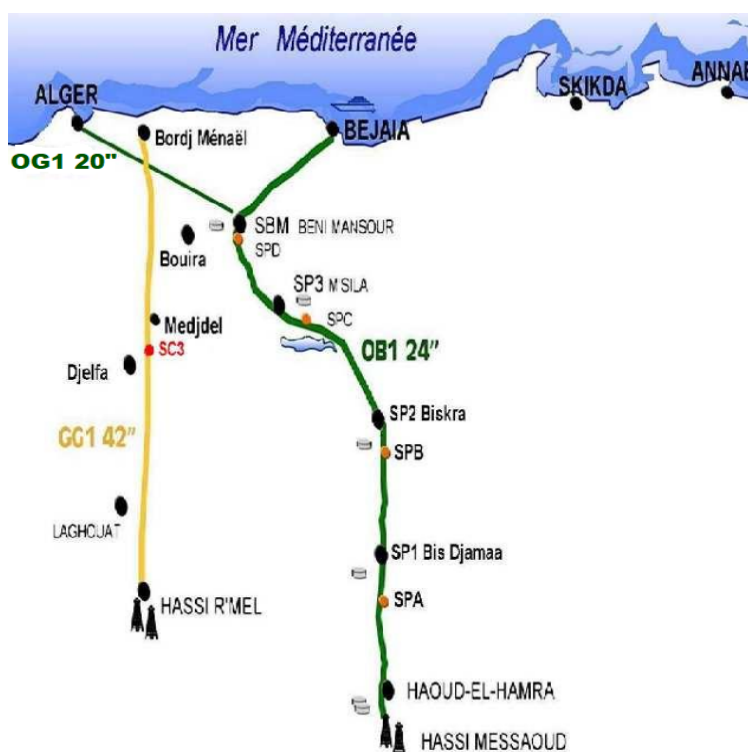 Mer Méditerranée
ALGER
SKIKDA
ANNAB
Bordj Ménaël
BEJAIA
OG1 20"
SBM BENI MANSOUR
SPD
Bouira
SP3 M'SILA
SPC
Medjdel
SC3
OB1 24"
Djelfa
SP2 Biskra
GG1 42"
SPB
LAGHOUAT
SP1 Bis Djamaa
HASSI R'MEL
SPA
HAOUD-EL-HAMRA
HASSI MESSAOUD